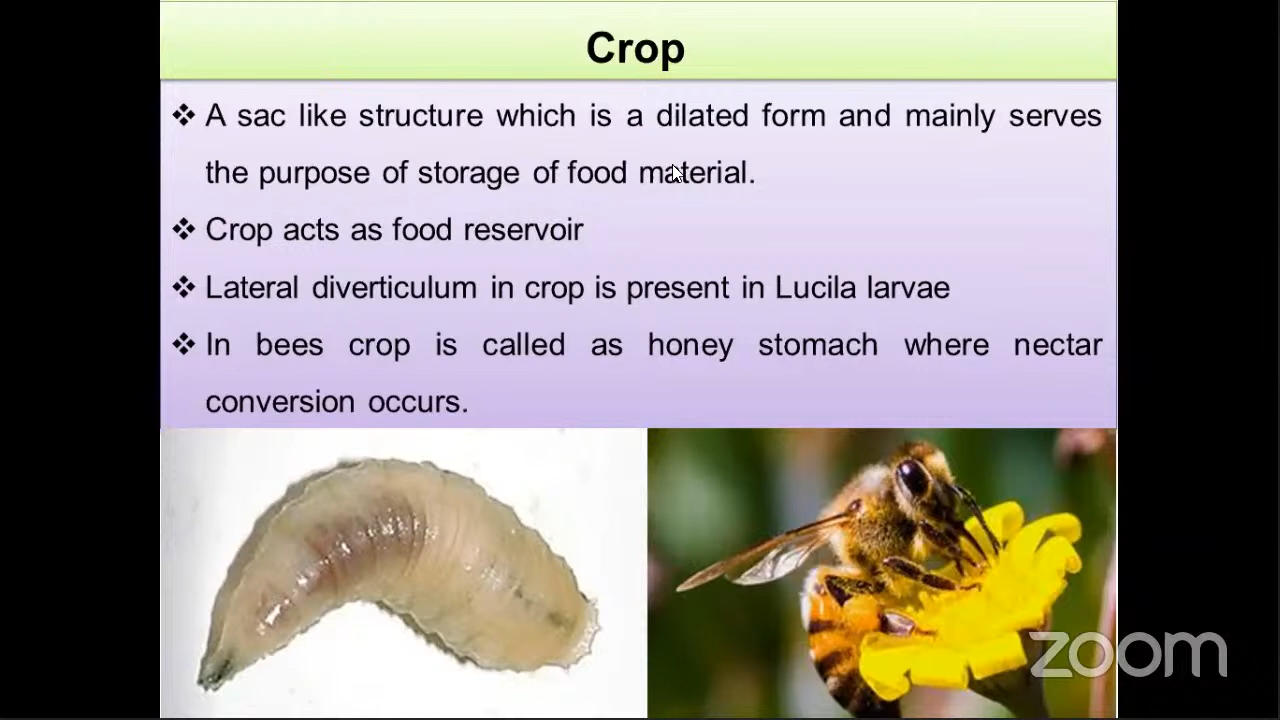 Crop
❖ A sac like structure which is a dilated form and mainly serves
the purpose of storage of food material.
❖ Crop acts as food reservoir
❖ Lateral diverticulum in crop is present in Lucila larvae
❖ In bees crop is called as honey stomach where nectar
conversion occurs.
zoom